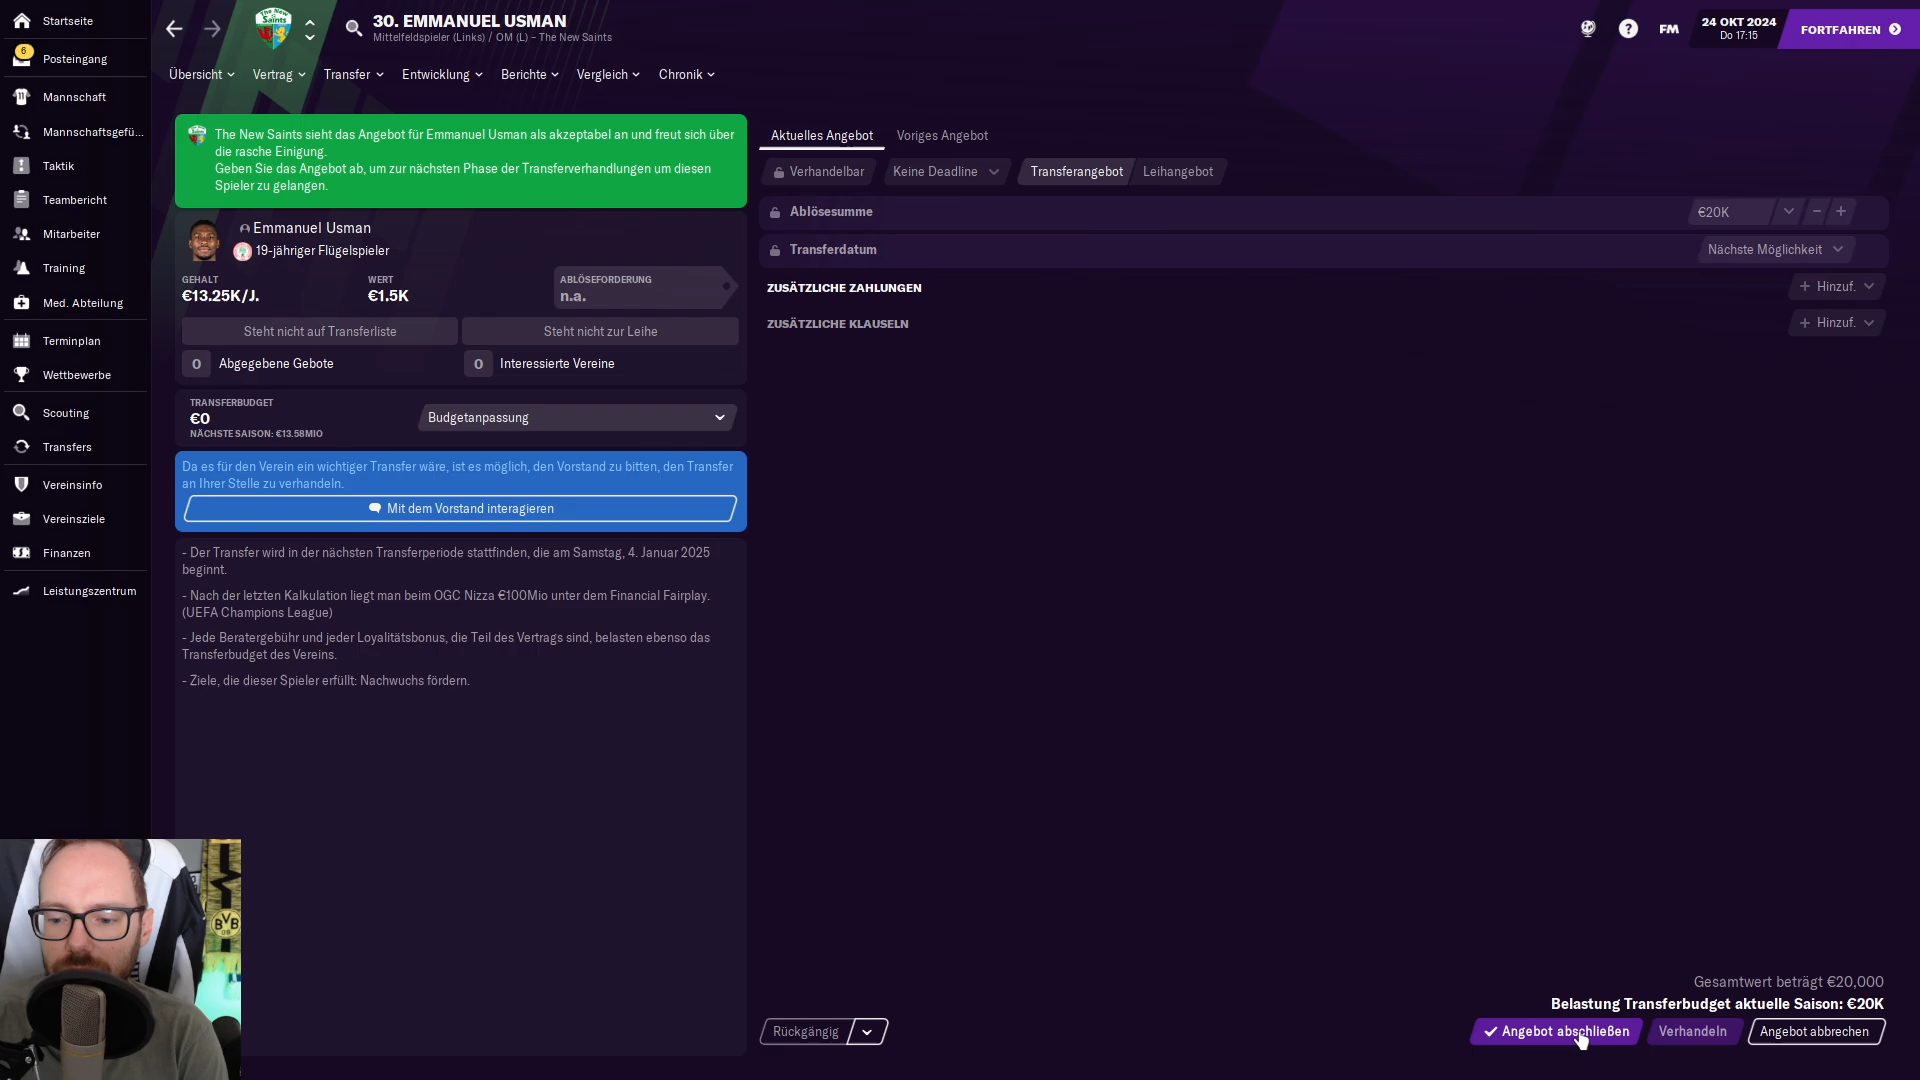 Startseite
6
Posteingang
Mannschaft
Mannschaftsgefü...
Taktik
Teambericht
Mitarbeiter
Training
Med. Abteilung
Terminplan
Wettbewerbe
Scouting
Transfers
Vereinsinfo
Vereinsziele
Finanzen
Leistungszentrum
The New Saints
30. EMMANUEL USMAN
Mittelfeldspieler (Links) / OM (L) – The New Saints
FM
24 OKT 2024
Do 17:15
FORTFAHREN
Übersicht
Vertrag
Transfer
Entwicklung
Berichte
Vergleich
Chronik
The New Saints sieht das Angebot für Emmanuel Usman als akzeptabel an und freut sich über
die rasche Einigung.
Geben Sie das Angebot ab, um zur nächsten Phase der Transferverhandlungen um diesen
Spieler zu gelangen.
Emmanuel Usman
19-jähriger Flügelspieler
GEHALT
€13.25K/J.
WERT
€1.5K
ABLÖSEFORDERUNG
n.a.
Steht nicht auf Transferliste
Steht nicht zur Leihe
0 Abgegebene Gebote
0 Interessierte Vereine
TRANSFERBUDGET
€0
NÄCHSTE SAISON: €13.58MIO
Budgetanpassung
Da es für den Verein ein wichtiger Transfer wäre, ist es möglich, den Vorstand zu bitten, den Transfer
an Ihrer Stelle zu verhandeln.
Mit dem Vorstand interagieren
- Der Transfer wird in der nächsten Transferperiode stattfinden, die am Samstag, 4. Januar 2025
beginnt.
- Nach der letzten Kalkulation liegt man beim OGC Nizza €100Mio unter dem Financial Fairplay.
(UEFA Champions League)
- Jede Beratergebühr und jeder Loyalitätsbonus, die Teil des Vertrags sind, belasten ebenso das
Transferbudget des Vereins.
- Ziele, die dieser Spieler erfüllt: Nachwuchs fördern.
Aktuelles Angebot
Voriges Angebot
Verhandelbar
Keine Deadline
Transferangebot
Leihangebot
Ablösesumme
€20K
Transferdatum
Nächste Möglichkeit
ZUSÄTZLICHE ZAHLUNGEN
+ Hinzuf.
ZUSÄTZLICHE KLAUSELN
+ Hinzuf.
Gesamtwert beträgt €20,000
Belastung Transferbudget aktuelle Saison: €20K
Rückgängig
Angebot abschließen
Verhandeln
Angebot abbrechen
BVB
09